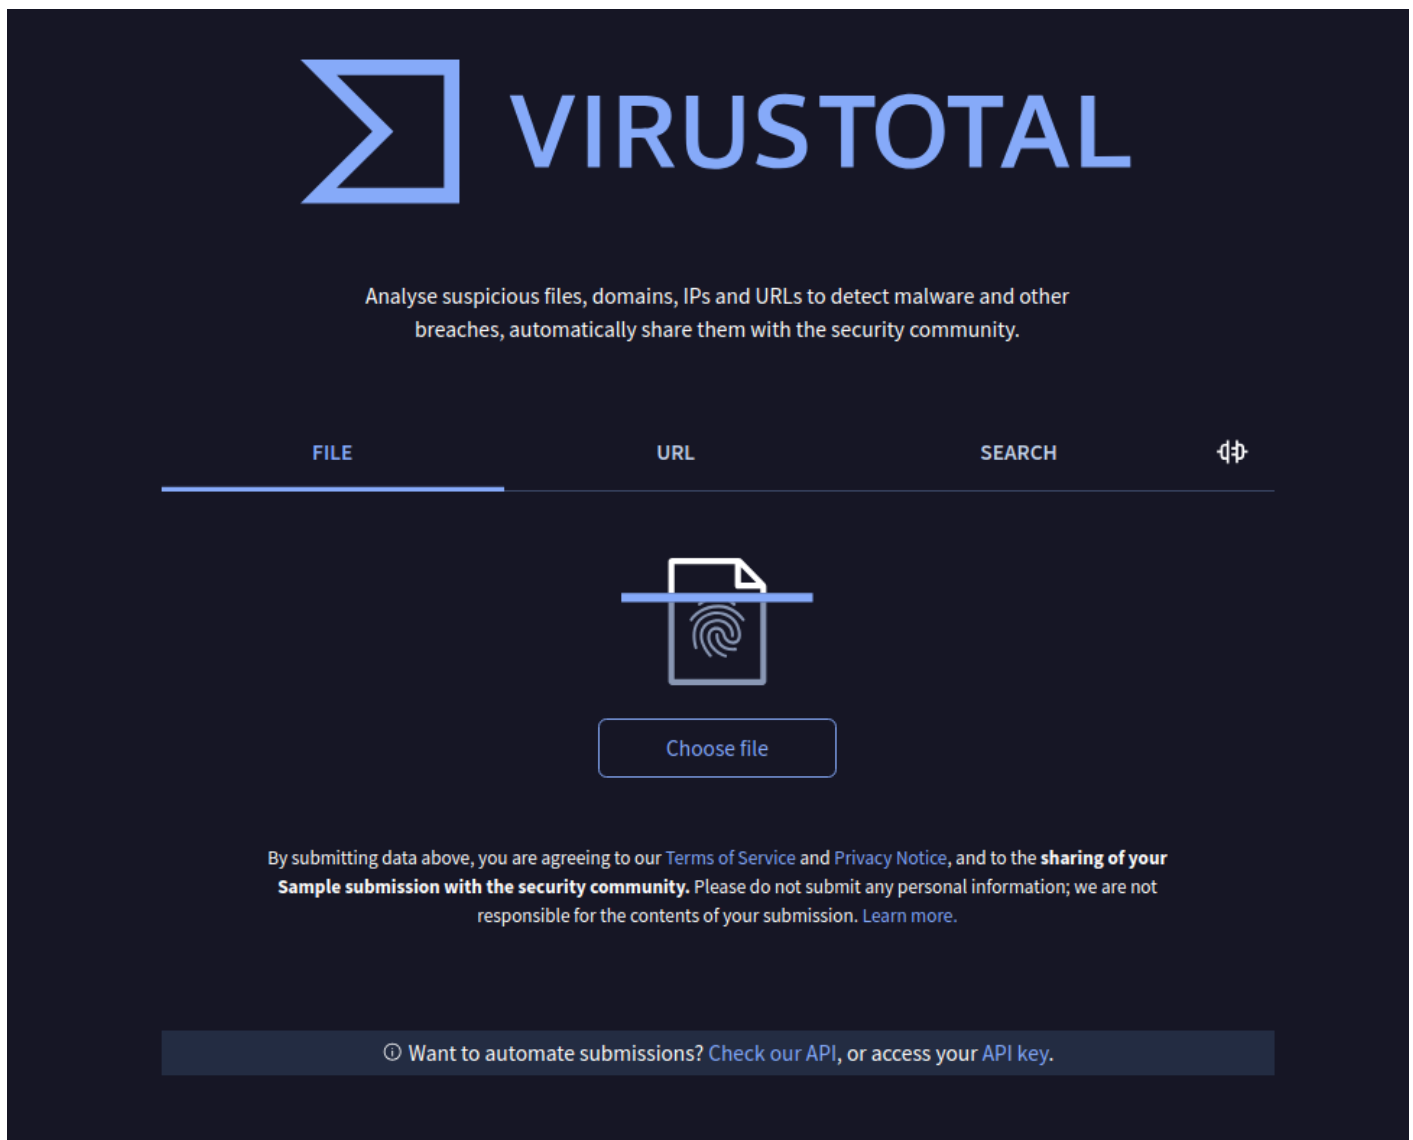 VIRUSTOTAL
Analyse suspicious files, domains, IPs and URLs to detect malware and other
breaches, automatically share them with the security community.
FILE URL SEARCH
Choose file
By submitting data above, you are agreeing to our Terms of Service and Privacy Notice, and to the sharing of your
Sample submission with the security community. Please do not submit any personal information; we are not
responsible for the contents of your submission. Learn more.
Want to automate submissions? Check our API, or access your API key.